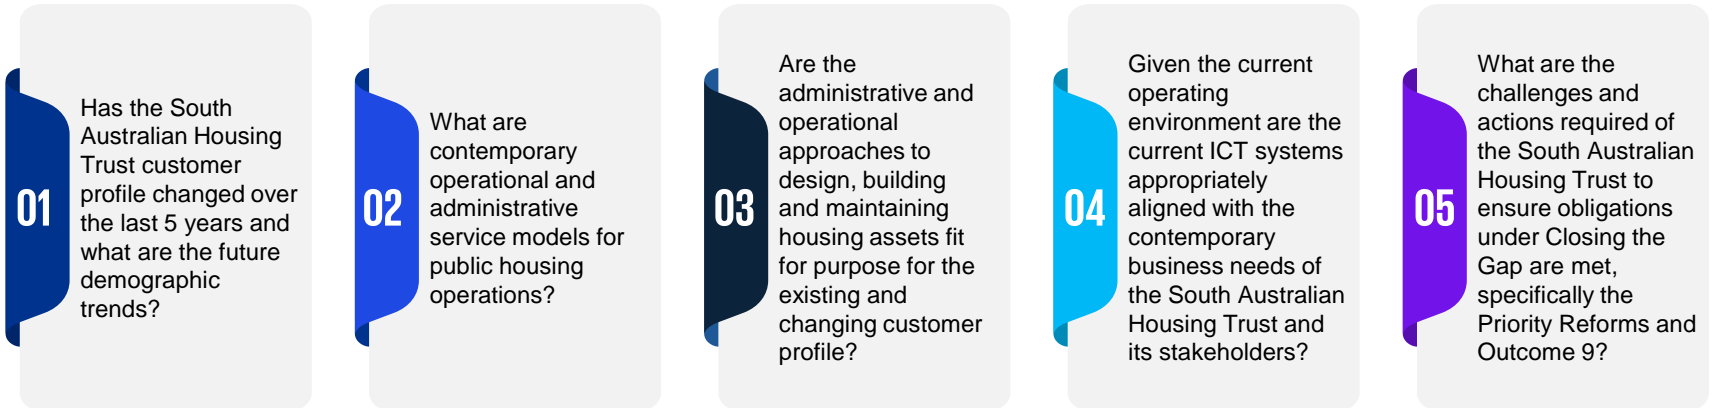 01
Has the South
Australian Housing
Trust customer
profile changed over
the last 5 years and
what are the future
demographic
trends?
02
What are
contemporary
operational and
administrative
service models for
public housing
operations?
03
Are the
administrative and
operational
approaches to
design, building
and maintaining
housing assets fit
for purpose for the
existing and
changing customer
profile?
04
Given the current
operating
environment are the
current ICT systems
appropriately
aligned with the
contemporary
business needs of
the South Australian
Housing Trust and
its stakeholders?
05
What are the
challenges and
actions required of
the South Australian
Housing Trust to
ensure obligations
under Closing the
Gap are met,
specifically the
Priority Reforms and
Outcome 9?